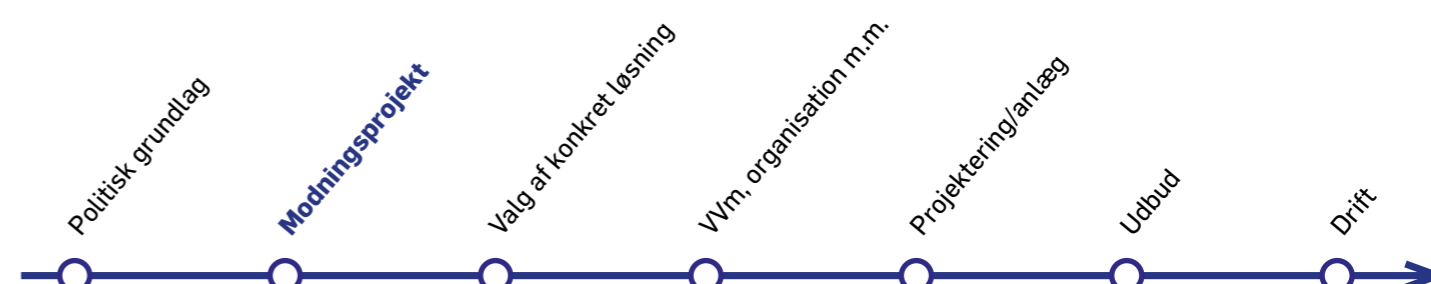 Politisk grundlag
Modningsprojekt
Valg af konkret løsning
VVm, organisation m.m.
Projektering/anlæg
Udbud
Drift